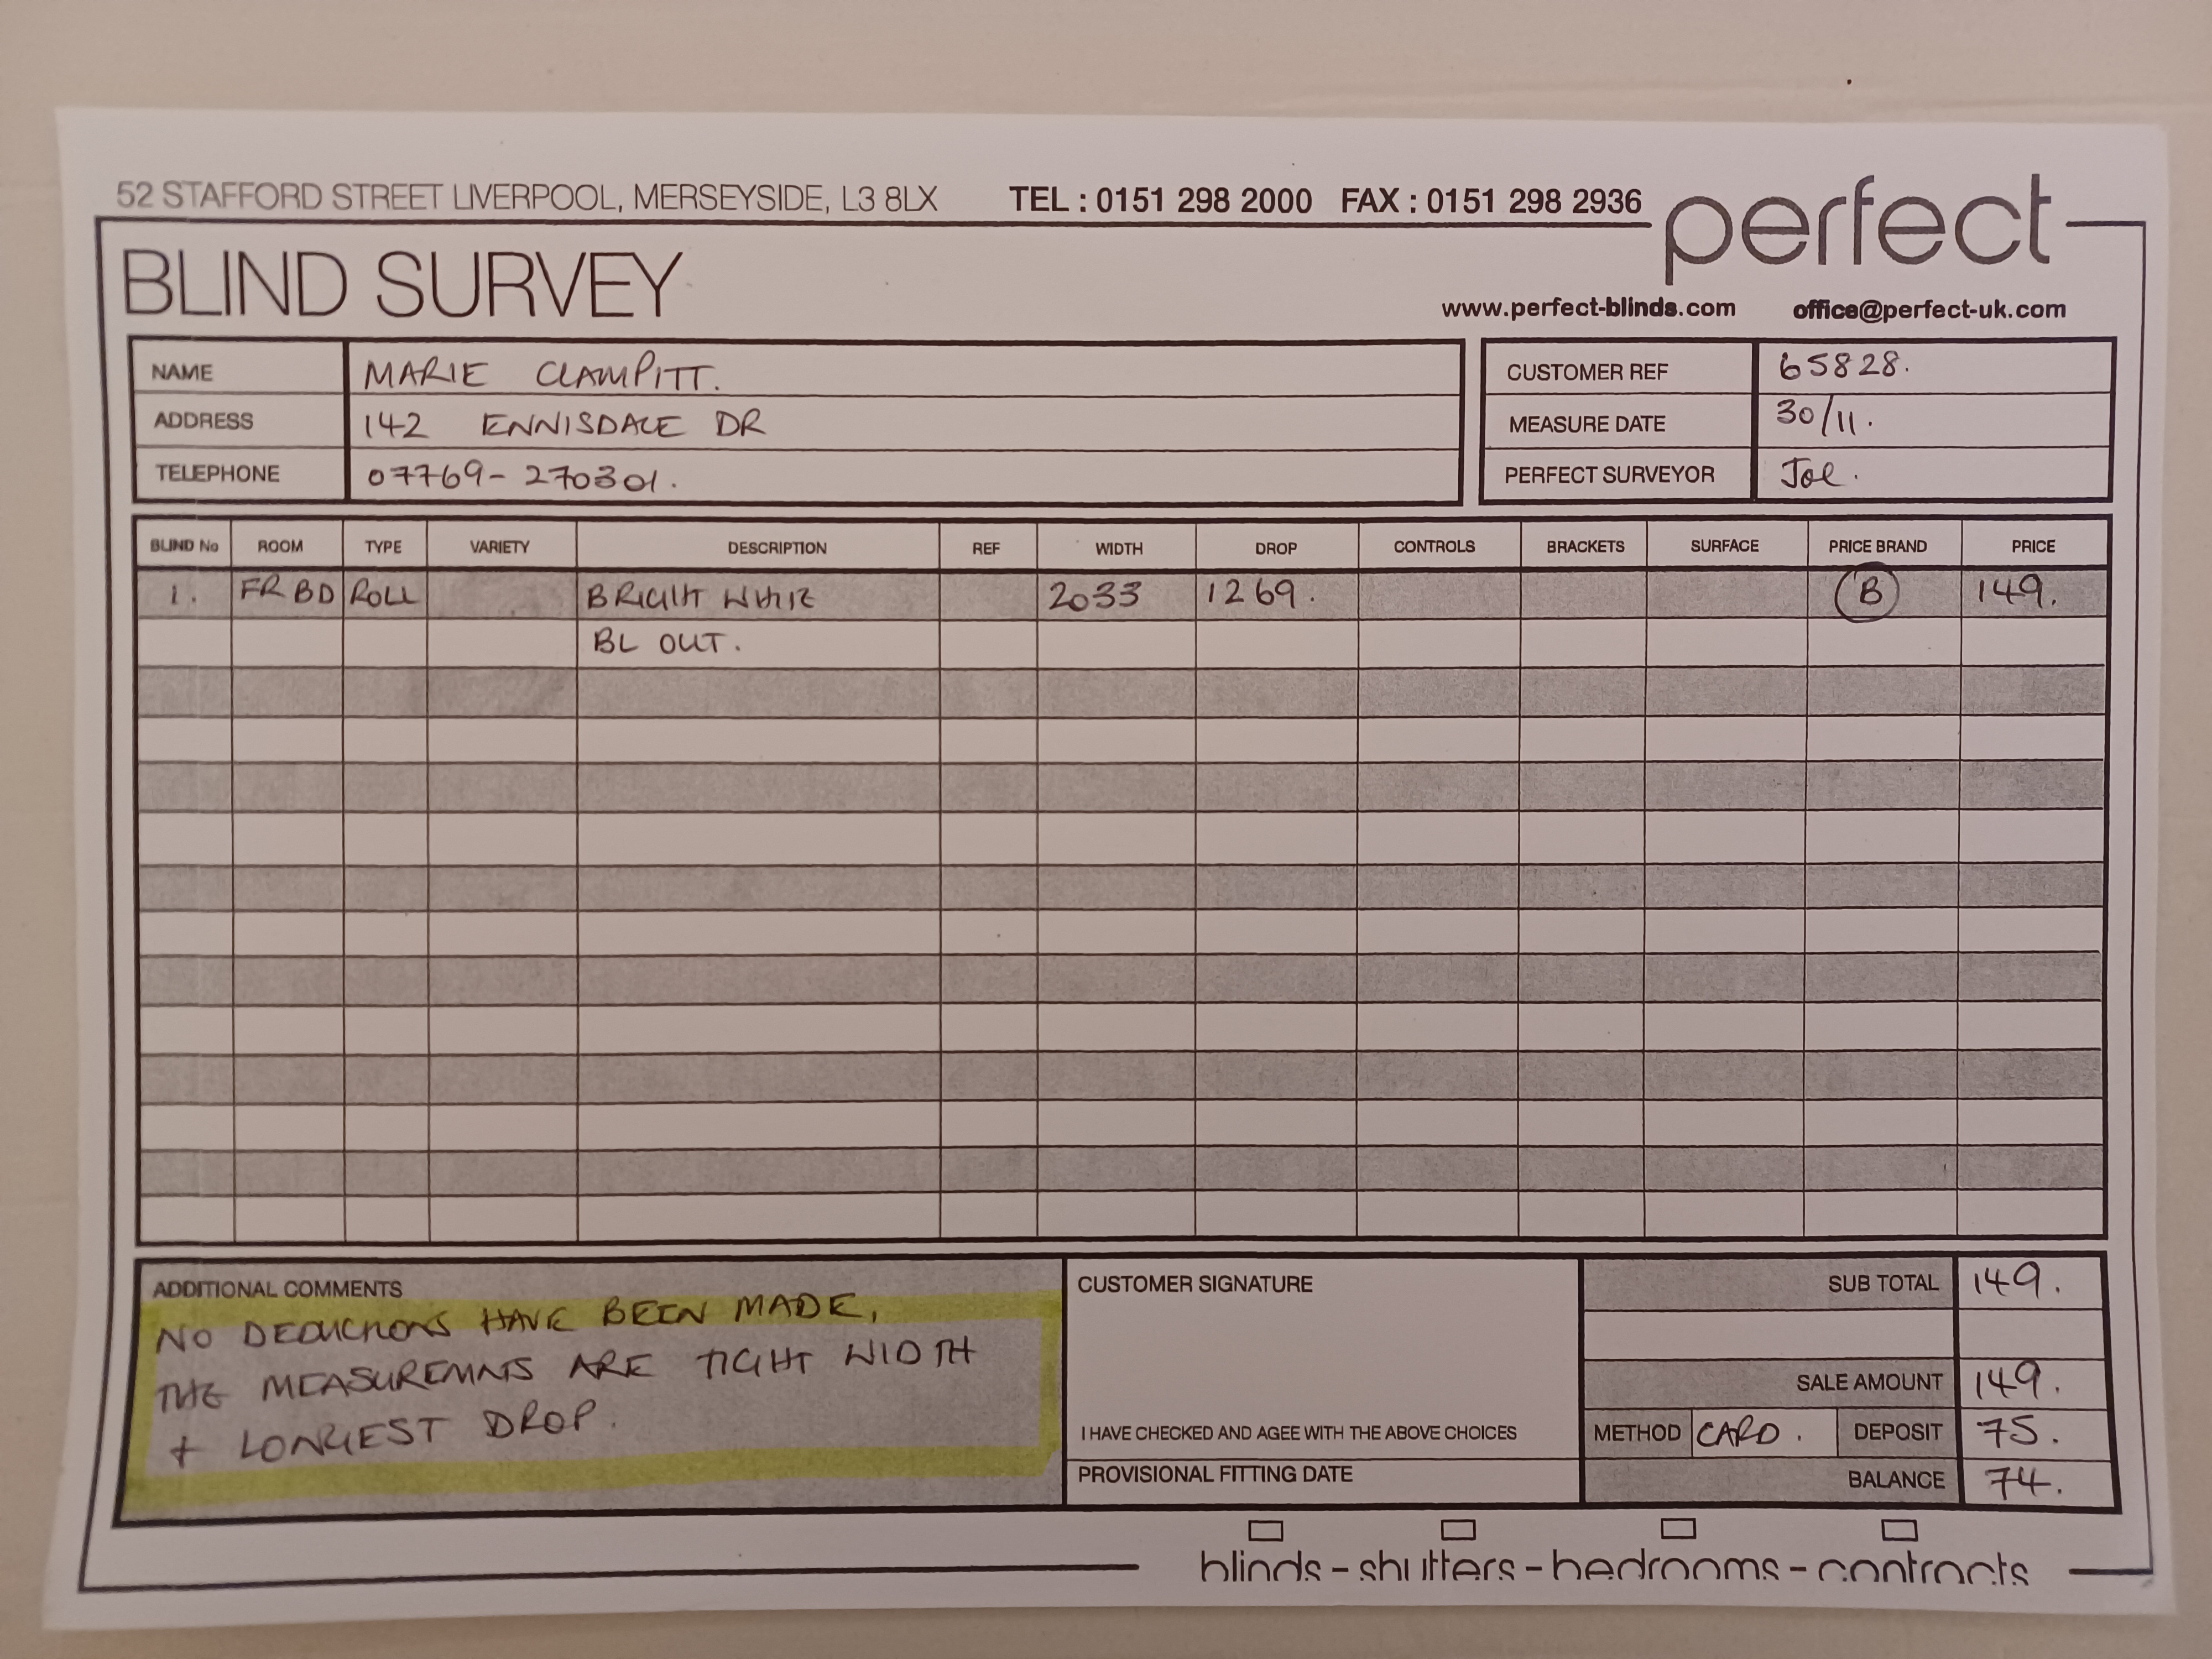 52 STAFFORD STREET LIVERPOOL, MERSEYSIDE, L3 8LX TEL : 0151 298 2000 FAX : 0151 298 2936
perfect
BLIND SURVEY
www.perfect-blinds.com office@perfect-uk.com
NAME MARIE CLAMPITT.
ADDRESS 142 ENNISDALE DR
TELEPHONE 07769-270301.
CUSTOMER REF 65828.
MEASURE DATE 30/11.
PERFECT SURVEYOR Joe.
BLIND No ROOM TYPE VARIETY DESCRIPTION REF WIDTH DROP CONTROLS BRACKETS SURFACE PRICE BRAND PRICE
1. FR BD ROLL BRIGHT WHITE 2033 1269. B 149.
BL OUT.
ADDITIONAL COMMENTS
NO DEDUCTIONS HAVE BEEN MADE,
THE MEASUREMNTS ARE TIGHT WIDTH
+ LONGEST DROP.
CUSTOMER SIGNATURE
I HAVE CHECKED AND AGEE WITH THE ABOVE CHOICES
PROVISIONAL FITTING DATE
SUB TOTAL 149.
SALE AMOUNT 149.
METHOD CARD. DEPOSIT 75.
BALANCE 74.
blinds - shutters - bedrooms - contracts